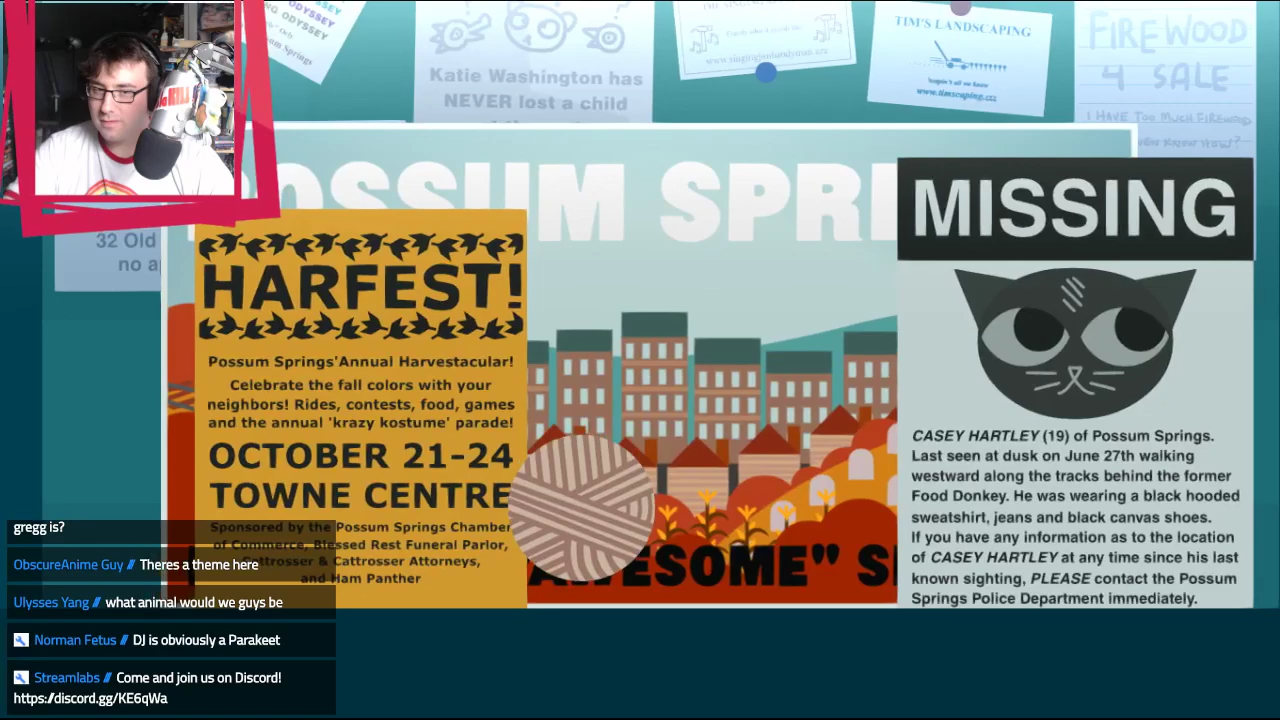 ODYSSEY
NG ODYSSEY
Springs
Katie Washington has
NEVER lost a child
TIM'S LANDSCAPING
www.timscaping.czz
FIREWOOD
4 SALE
I HAVE TOO MUCH FIREWOOD
32 Old
no
POSSUM SPRI
HARFEST!
Possum Springs'Annual Harvestacular!
Celebrate the fall colors with your
neighbors! Rides, contests, food, games
and the annual 'krazy kostume' parade!
OCTOBER 21-24
TOWNE CENTRE
Sponsored by the Possum Springs Chamber
of Commerce, Blessed Rest Funeral Parlor,
Cattrosser & Cattrosser Attorneys,
and Ham Panther
AWESOME" S
MISSING
CASEY HARTLEY (19) of Possum Springs.
Last seen at dusk on June 27th walking
westward along the tracks behind the former
Food Donkey. He was wearing a black hooded
sweatshirt, jeans and black canvas shoes.
If you have any information as to the location
of CASEY HARTLEY at any time since his last
known sighting, PLEASE contact the Possum
Springs Police Department immediately.
gregg is?
ObscureAnime Guy // Theres a theme here
Ulysses Yang // what animal would we guys be
Norman Fetus // DJ is obviously a Parakeet
Streamlabs // Come and join us on Discord!
https://discord.gg/KE6qWa